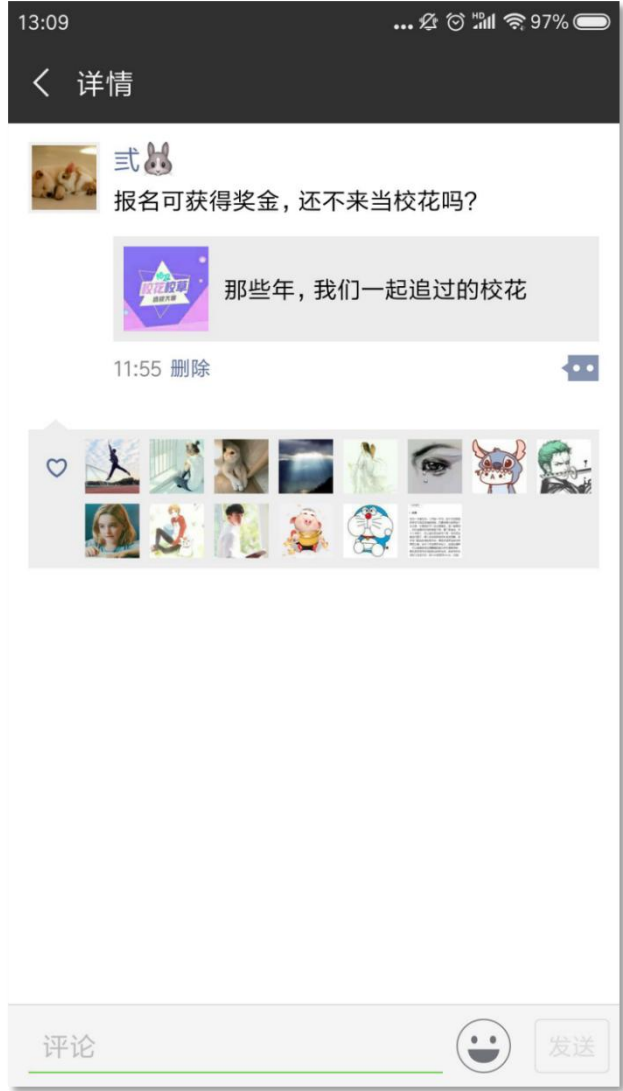 13:09
HD
97%
详情
弎
报名可获得奖金，还不来当校花吗？
校花校草
那些年，我们一起追过的校花
11:55 删除
评论
发送